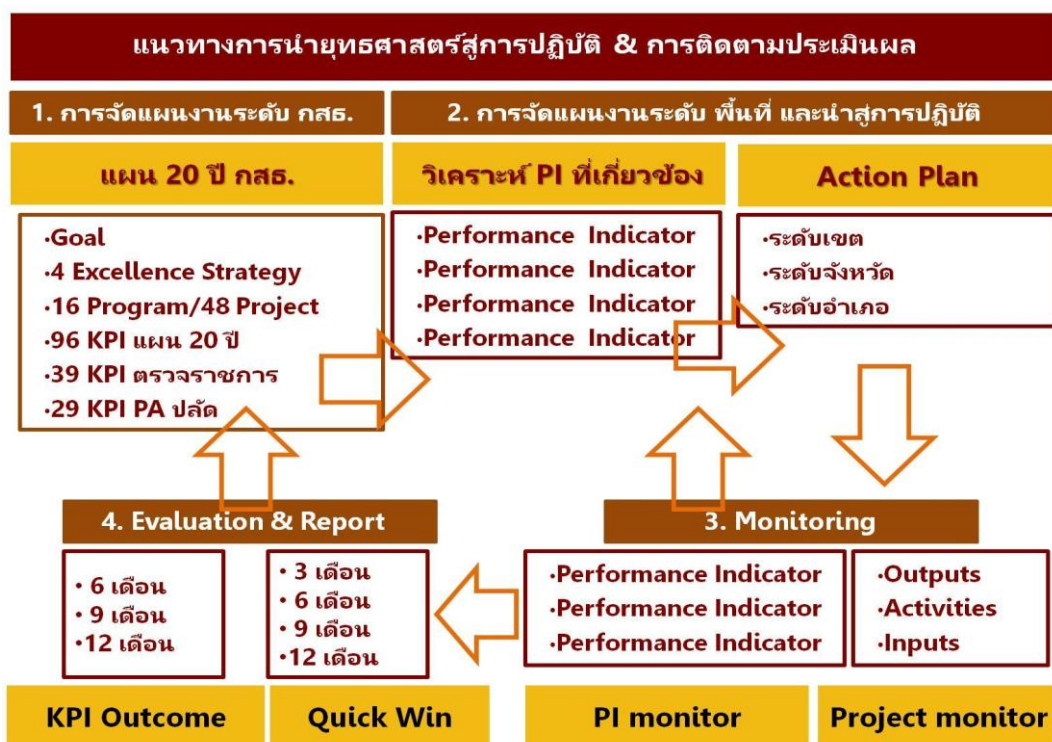 แนวทางการนำยุทธศาสตร์สู่การปฏิบัติ & การติดตามประเมินผล
1. การจัดแผนงานระดับ กสธ.
2. การจัดแผนงานระดับ พื้นที่ และนำสู่การปฏิบัติ
แผน 20 ปี กสธ.
วิเคราะห์ PI ที่เกี่ยวข้อง
Action Plan
·Goal
·4 Excellence Strategy
·16 Program/48 Project
·96 KPI แผน 20 ปี
·39 KPI ตรวจราชการ
·29 KPI PA ปลัด
·Performance Indicator
·Performance Indicator
·Performance Indicator
·Performance Indicator
·ระดับเขต
·ระดับจังหวัด
·ระดับอำเภอ
4. Evaluation & Report
3. Monitoring
• 6 เดือน
• 9 เดือน
•12 เดือน
• 3 เดือน
• 6 เดือน
• 9 เดือน
•12 เดือน
·Performance Indicator
·Performance Indicator
·Performance Indicator
·Outputs
·Activities
·Inputs
KPI Outcome
Quick Win
PI monitor
Project monitor